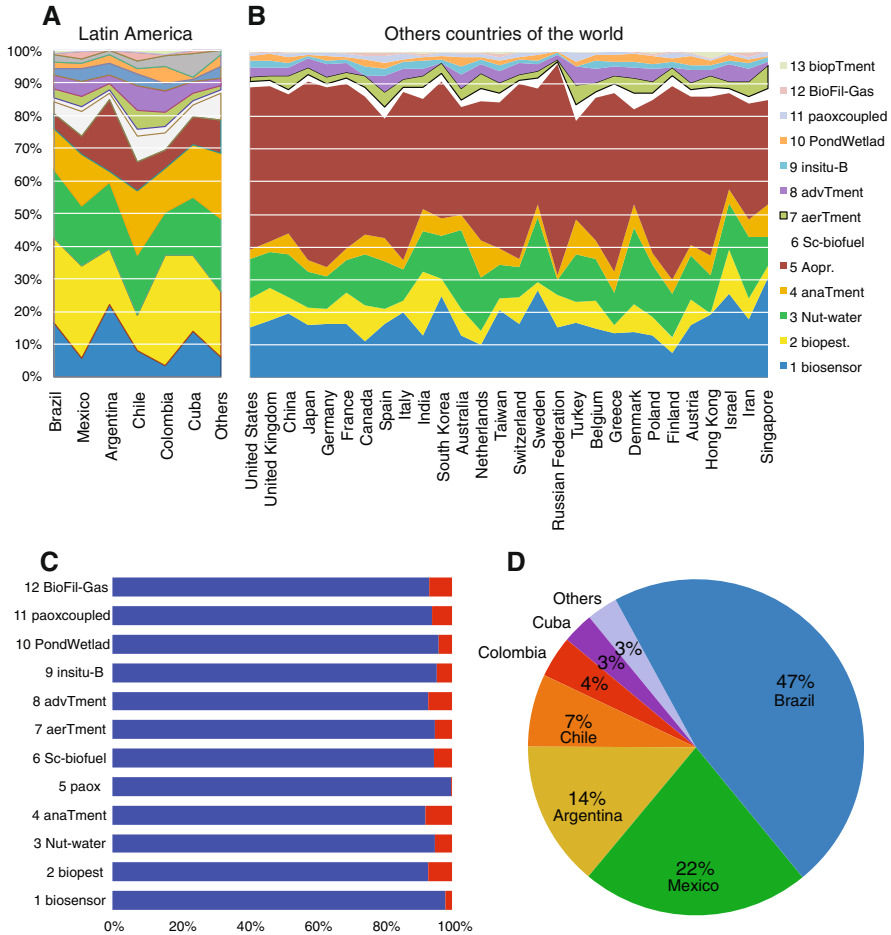 A
Latin America
B
Others countries of the world
100%
90%
80%
70%
60%
50%
40%
30%
20%
10%
0%
Brazil
Mexico
Argentina
Chile
Colombia
Cuba
Others
United States
United Kingdom
China
Japan
Germany
France
Canada
Spain
Italy
India
South Korea
Australia
Netherlands
Taiwan
Switzerland
Sweden
Russian Federation
Turkey
Belgium
Greece
Denmark
Poland
Finland
Austria
Hong Kong
Israel
Iran
Singapore
13 biopTment
12 BioFil-Gas
11 paoxcoupled
10 PondWetlad
9 insitu-B
8 advTment
7 aerTment
6 Sc-biofuel
5 Aopr.
4 anaTment
3 Nut-water
2 biopest.
1 biosensor
C
12 BioFil-Gas
11 paoxcoupled
10 PondWetlad
9 insitu-B
8 advTment
7 aerTment
6 Sc-biofuel
5 paox
4 anaTment
3 Nut-water
2 biopest
1 biosensor
0%
20%
40%
60%
80%
100%
D
Others
3%
Cuba
3%
Colombia
4%
7%
Chile
14%
Argentina
22%
Mexico
47%
Brazil